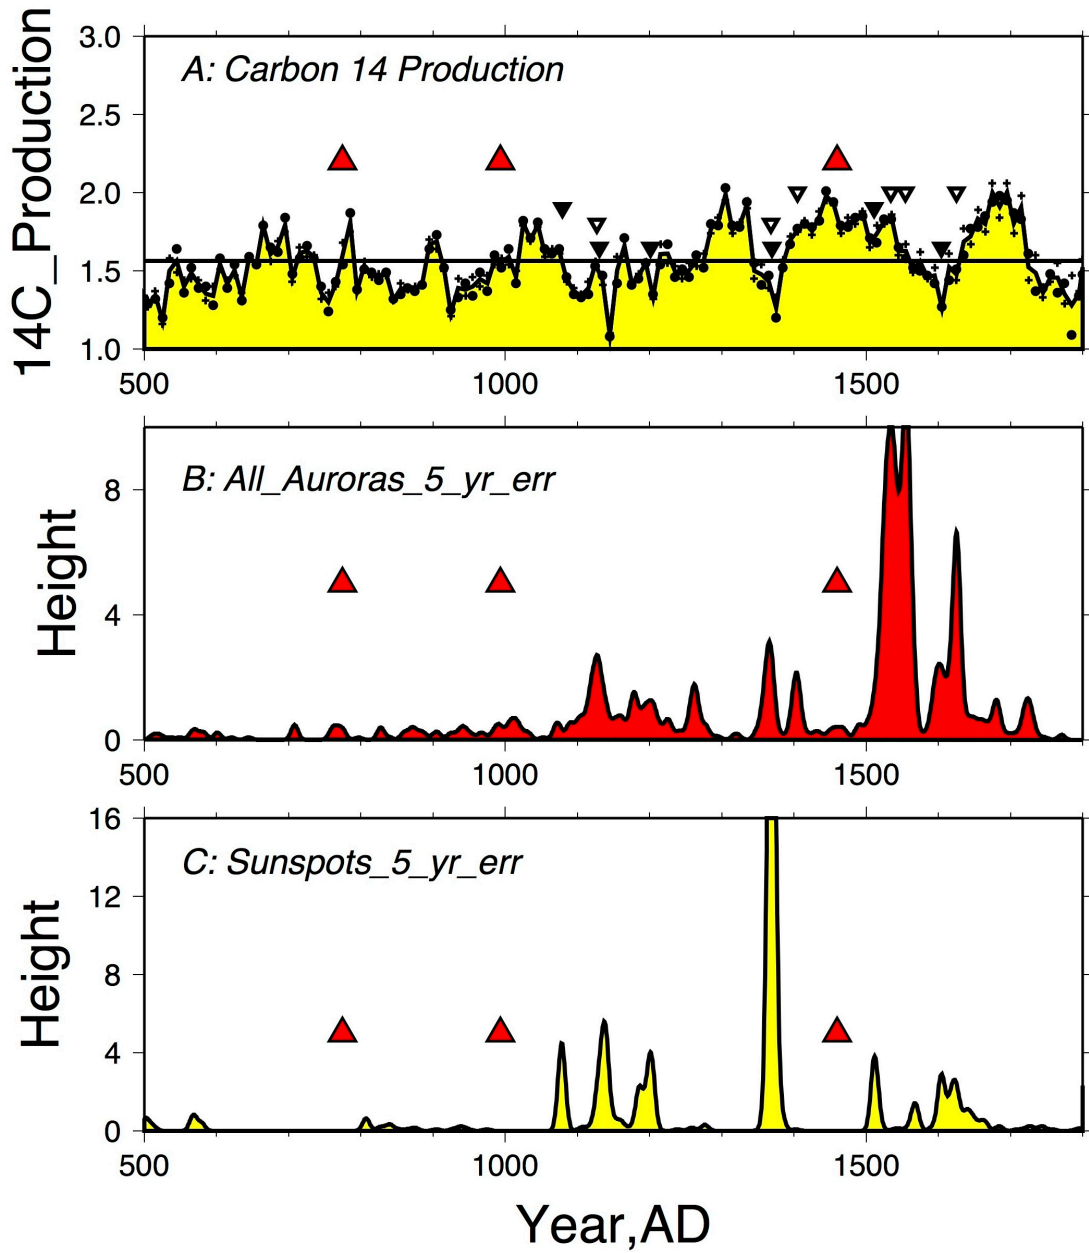 14C_Production
3.0
2.5
2.0
1.5
1.0
A: Carbon 14 Production
500 1000 1500
Height
8
4
0
B: All_Auroras_5_yr_err
500 1000 1500
Height
16
12
8
4
0
C: Sunspots_5_yr_err
500 1000 1500
Year,AD